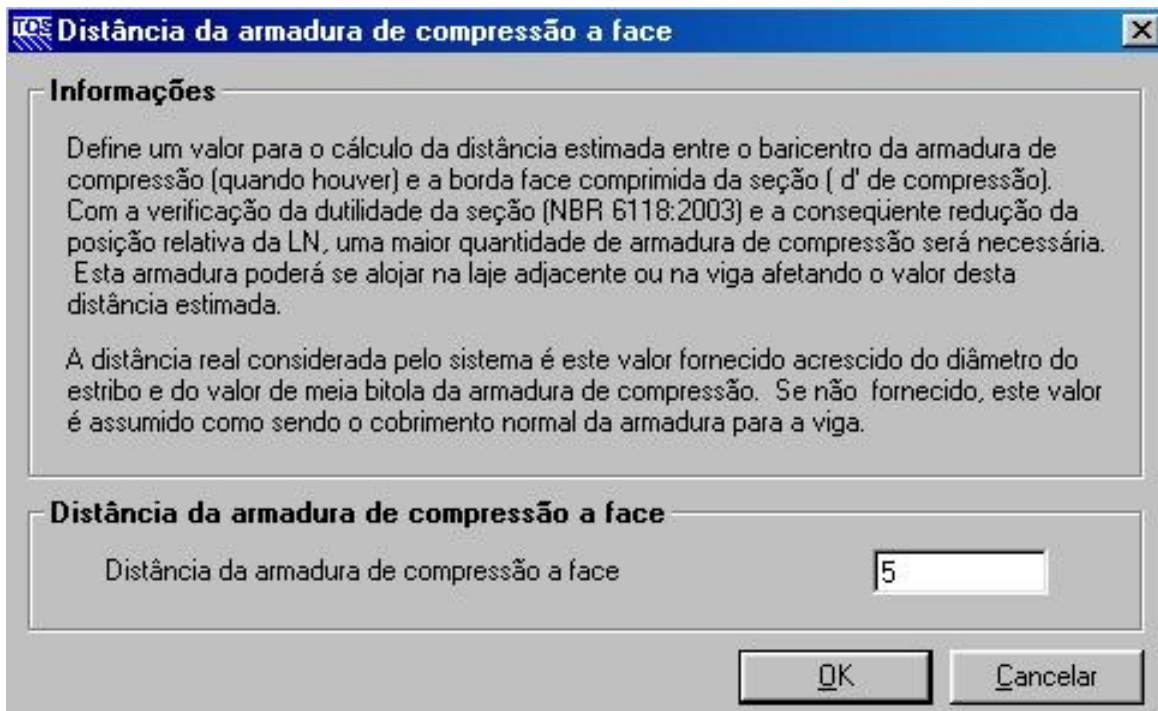 TQS Distância da armadura de compressão a face
Informações
Define um valor para o cálculo da distância estimada entre o baricentro da armadura de
compressão (quando houver) e a borda face comprimida da seção ( d' de compressão).
Com a verificação da dutilidade da seção (NBR 6118:2003) e a conseqüente redução da
posição relativa da LN, uma maior quantidade de armadura de compressão será necessária.
Esta armadura poderá se alojar na laje adjacente ou na viga afetando o valor desta
distância estimada.
A distância real considerada pelo sistema é este valor fornecido acrescido do diâmetro do
estribo e do valor de meia bitola da armadura de compressão. Se não fornecido, este valor
é assumido como sendo o cobrimento normal da armadura para a viga.
Distância da armadura de compressão a face
Distância da armadura de compressão a face 5
OK Cancelar